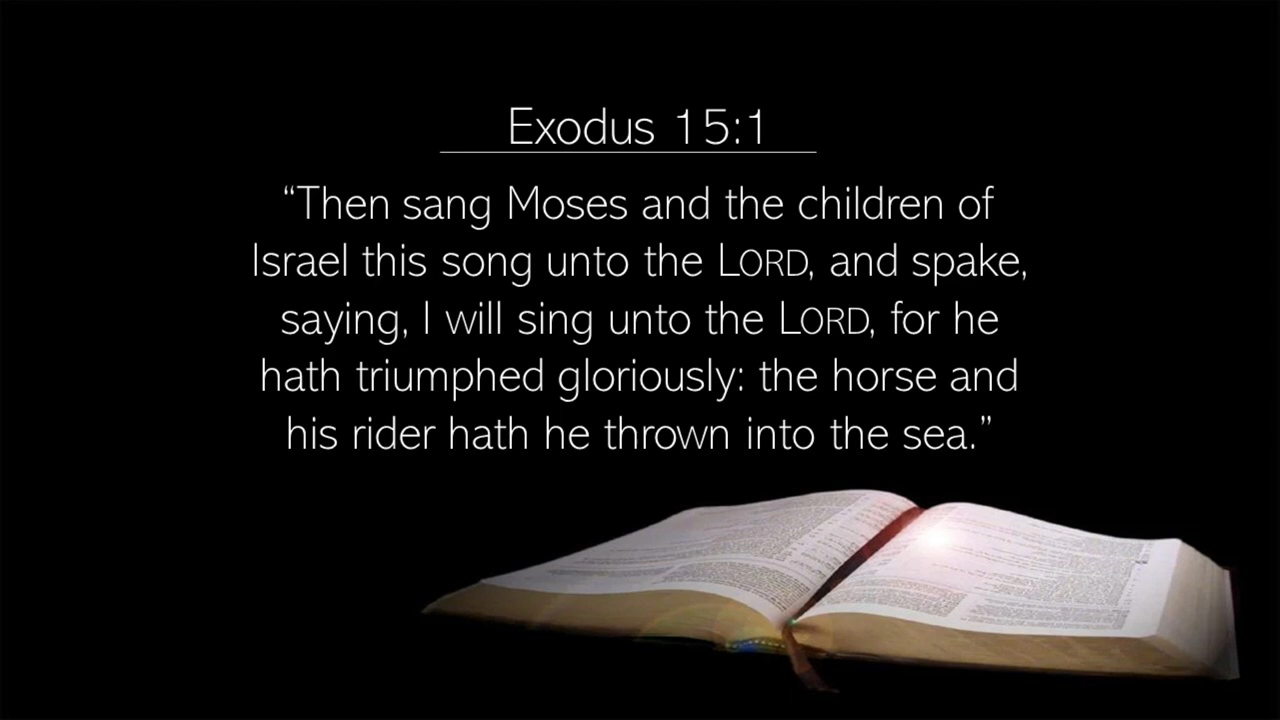 Exodus 15:1
“Then sang Moses and the children of
Israel this song unto the LORD, and spake,
saying, I will sing unto the LORD, for he
hath triumphed gloriously: the horse and
his rider hath he thrown into the sea.”